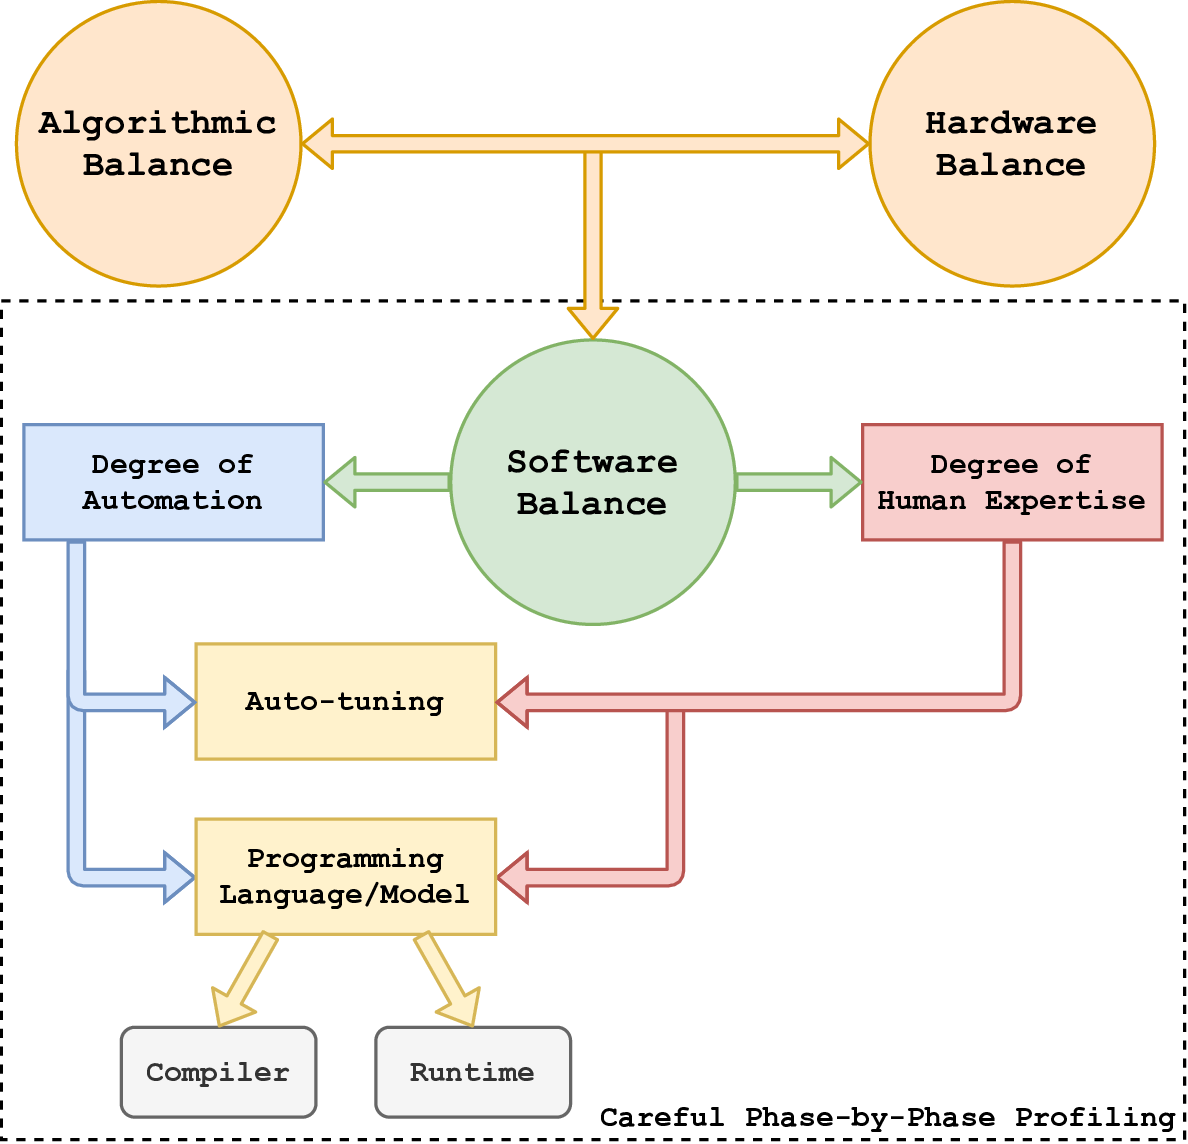 Algorithmic
Balance
Hardware
Balance
Software
Balance
Degree of
Automation
Degree of
Human Expertise
Auto-tuning
Programming
Language/Model
Compiler
Runtime
Careful Phase-by-Phase Profiling